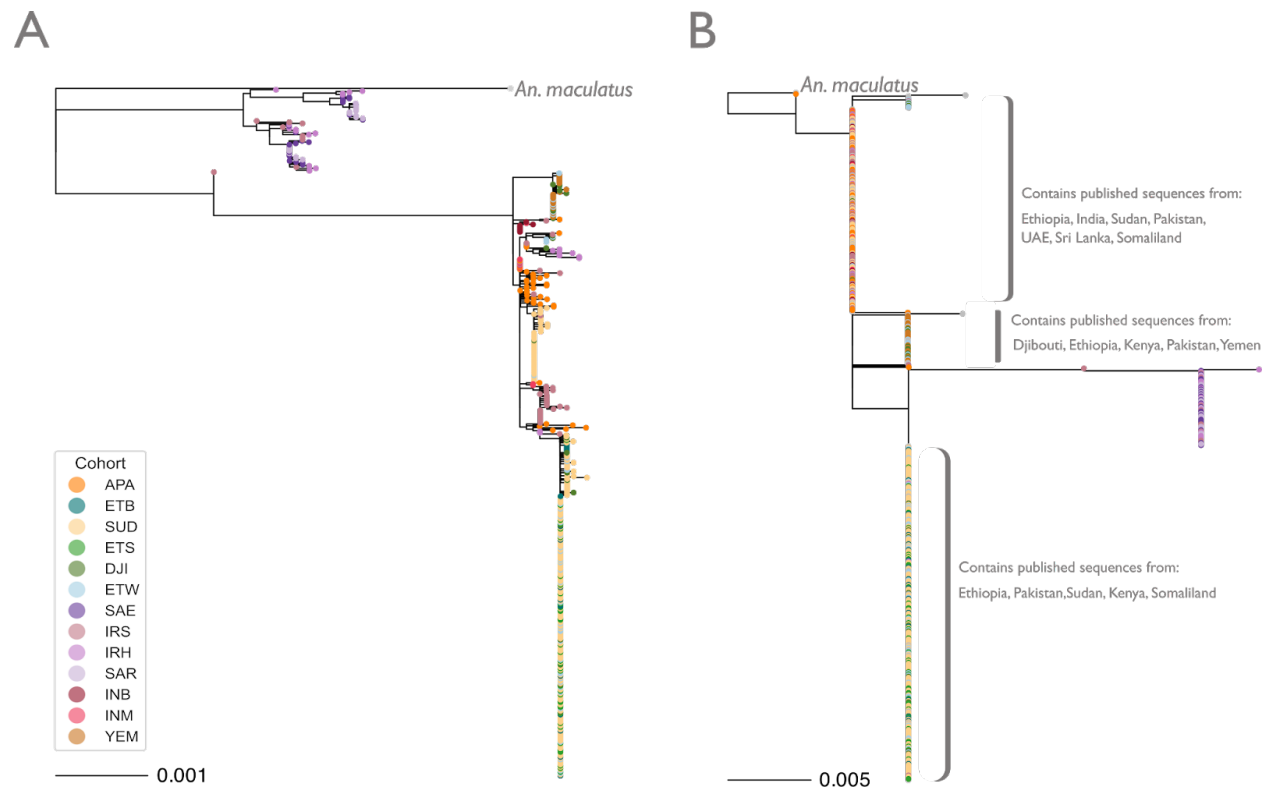 A
B
An. maculatus
An. maculatus
Contains published sequences from:
Ethiopia, India, Sudan, Pakistan,
UAE, Sri Lanka, Somaliland
Contains published sequences from:
Djibouti, Ethiopia, Kenya, Pakistan,Yemen
Cohort
APA
ETB
SUD
ETS
DJI
ETW
SAE
IRS
IRH
SAR
INB
INM
YEM
Contains published sequences from:
Ethiopia, Pakistan,Sudan, Kenya, Somaliland
0.001
0.005